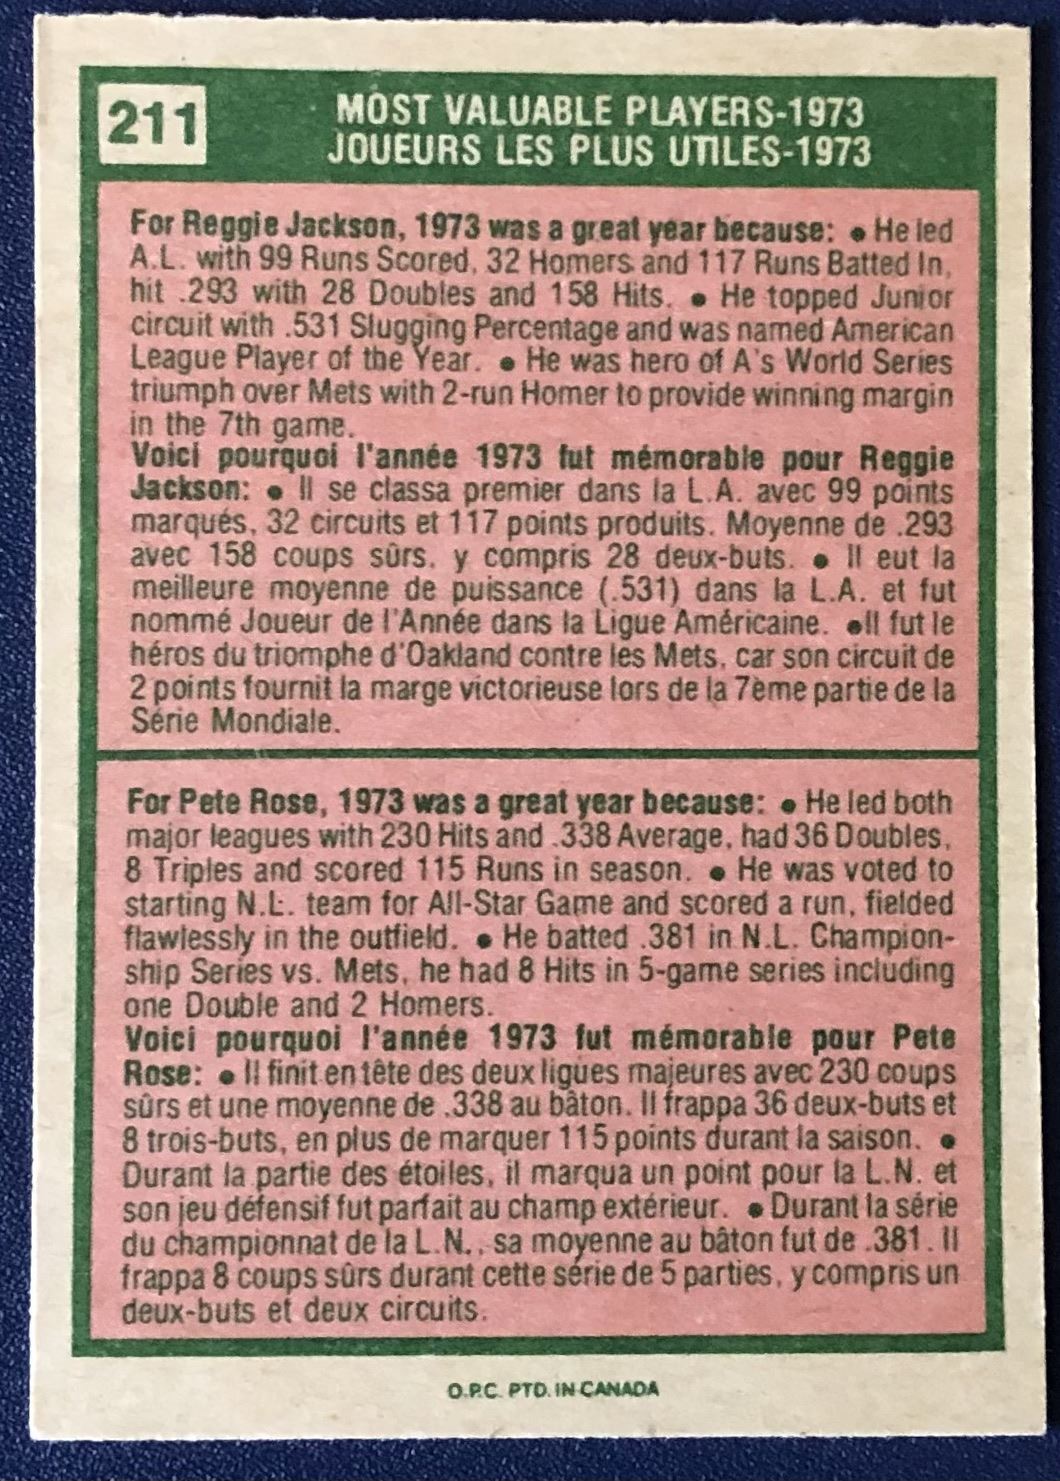 211
MOST VALUABLE PLAYERS-1973
JOUEURS LES PLUS UTILES-1973
For Reggie Jackson, 1973 was a great year because: • He led
A.L. with 99 Runs Scored, 32 Homers and 117 Runs Batted In,
hit .293 with 28 Doubles and 158 Hits. • He topped Junior
circuit with .531 Slugging Percentage and was named American
League Player of the Year. • He was hero of A's World Series
triumph over Mets with 2-run Homer to provide winning margin
in the 7th game.
Voici pourquoi l'année 1973 fut mémorable pour Reggie
Jackson: • Il se classa premier dans la L.A. avec 99 points
marqués, 32 circuits et 117 points produits. Moyenne de .293
avec 158 coups sûrs, y compris 28 deux-buts. • Il eut la
meilleure moyenne de puissance (.531) dans la L.A. et fut
nommé Joueur de l'Année dans la Ligue Américaine. •Il fut le
héros du triomphe d'Oakland contre les Mets, car son circuit de
2 points fournit la marge victorieuse lors de la 7ème partie de la
Série Mondiale.
For Pete Rose, 1973 was a great year because: • He led both
major leagues with 230 Hits and .338 Average, had 36 Doubles,
8 Triples and scored 115 Runs in season. • He was voted to
starting N.L. team for All-Star Game and scored a run, fielded
flawlessly in the outfield. • He batted .381 in N.L. Champion-
ship Series vs. Mets, he had 8 Hits in 5-game series including
one Double and 2 Homers.
Voici pourquoi l'année 1973 fut mémorable pour Pete
Rose: • Il finit en tête des deux ligues majeures avec 230 coups
sûrs et une moyenne de .338 au bâton. Il frappa 36 deux-buts et
8 trois-buts, en plus de marquer 115 points durant la saison. •
Durant la partie des étoiles, il marqua un point pour la L.N. et
son jeu défensif fut parfait au champ extérieur. • Durant la série
du championnat de la L.N., sa moyenne au bâton fut de .381. Il
frappa 8 coups sûrs durant cette série de 5 parties, y compris un
deux-buts et deux circuits.
O.P.C. PTD. IN CANADA